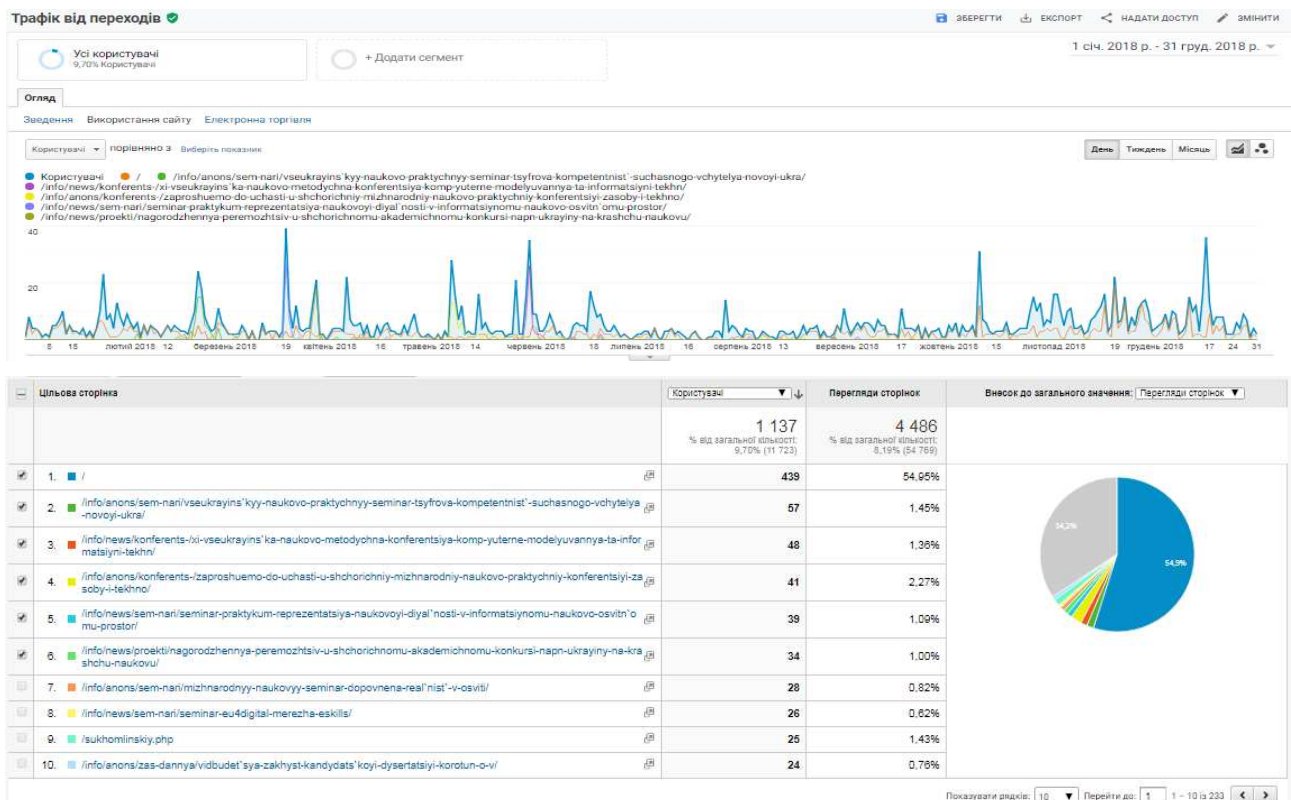 Трафік від переходів
ЗБЕРЕГТИ ЕКСПОРТ НАДАТИ ДОСТУП ЗМІНИТИ
Усі користувачі
9,70% Користувачі
+ Додати сегмент
1 січ. 2018 р. - 31 груд. 2018 р.
Огляд
Зведення Використання сайту Електронна торгівля
Користувачі порівняно з Виберіть показник
День Тиждень Місяць
Користувачі / /info/anons/sem-nari/vseukrayins`kyy-naukovo-praktychnyy-seminar-tsyfrova-kompetentnist`-suchasnogo-vchytelya-novoyi-ukra/
/info/news/konferents-/xi-vseukrayins`ka-naukovo-metodychna-konferentsiya-komp-yuterne-modelyuvannya-ta-informatsiyni-tekhn/
/info/anons/konferents-/zaproshuemo-do-uchasti-u-shchorichniy-mizhnarodniy-naukovo-praktychniy-konferentsiyi-zasoby-i-tekhno/
/info/news/sem-nari/seminar-praktykum-reprezentatsiya-naukovoyi-diyal`nosti-v-informatsiynomu-naukovo-osvitn`omu-prostor/
/info/news/proekti/nagorodzhennya-peremozhtsiv-u-shchorichnomu-akademichnomu-konkursi-napn-ukrayiny-na-krashchu-naukovu/
40
20
8 15 лютий 2018 12 березень 2018 19 квітень 2018 16 травень 2018 14 червень 2018 18 липень 2018 16 серпень 2018 13 вересень 2018 17 жовтень 2018 15 листопад 2018 19 грудень 2018 17 24 31
Цільова сторінка Користувачі Перегляди сторінок Внесок до загального значення: Перегляди сторінок
1 137 4 486
% від загальної кількості: % від загальної кількості:
9,70% (11 723) 8,19% (54 769)
1. / 439 54,95%
2. /info/anons/sem-nari/vseukrayins`kyy-naukovo-praktychnyy-seminar-tsyfrova-kompetentnist`-suchasnogo-vchytelya
-novoyi-ukra/ 57 1,45%
3. /info/news/konferents-/xi-vseukrayins`ka-naukovo-metodychna-konferentsiya-komp-yuterne-modelyuvannya-ta-infor
matsiyni-tekhn/ 48 1,36%
4. /info/anons/konferents-/zaproshuemo-do-uchasti-u-shchorichniy-mizhnarodniy-naukovo-praktychniy-konferentsiyi-za
soby-i-tekhno/ 41 2,27%
5. /info/news/sem-nari/seminar-praktykum-reprezentatsiya-naukovoyi-diyal`nosti-v-informatsiynomu-naukovo-osvitn`o
mu-prostor/ 39 1,09%
6. /info/news/proekti/nagorodzhennya-peremozhtsiv-u-shchorichnomu-akademichnomu-konkursi-napn-ukrayiny-na-kra
shchu-naukovu/ 34 1,00%
7. /info/anons/sem-nari/mizhnarodnyy-naukovyy-seminar-dopovnena-real`nist`-v-osviti/ 28 0,82%
8. /info/news/sem-nari/seminar-eu4digital-merezha-eskills/ 26 0,62%
9. /sukhomlinskiy.php 25 1,43%
10. /info/anons/zas-dannya/vidbudet`sya-zakhyst-kandydats`koyi-dysertatsiyi-korotun-o-v/ 24 0,76%
34,2%
54,9%
Показувати рядків: 10 Перейти до: 1 1 – 10 із 233